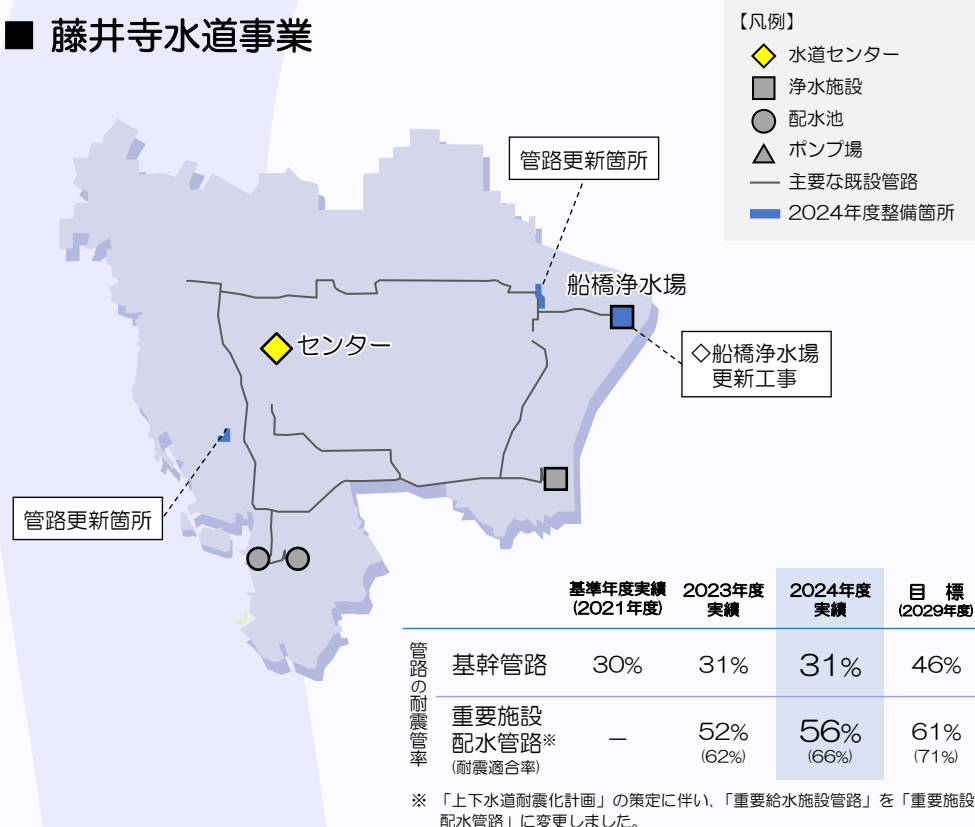 ■ 藤井寺水道事業
【凡例】
水道センター
浄水施設
配水池
ポンプ場
主要な既設管路
2024年度整備箇所
管路更新箇所
船橋浄水場
センター
◇船橋浄水場
更新工事
管路更新箇所
基準年度実績
(2021年度)
2023年度
実績
2024年度
実績
目 標
(2029年度)
管路の耐震管率
基幹管路 30% 31% 31% 46%
重要施設
配水管路※ － 52% 56% 61%
(耐震適合率) (62%) (66%) (71%)
※ 「上下水道耐震化計画」の策定に伴い、「重要給水施設管路」を「重要施設
配水管路」に変更しました。